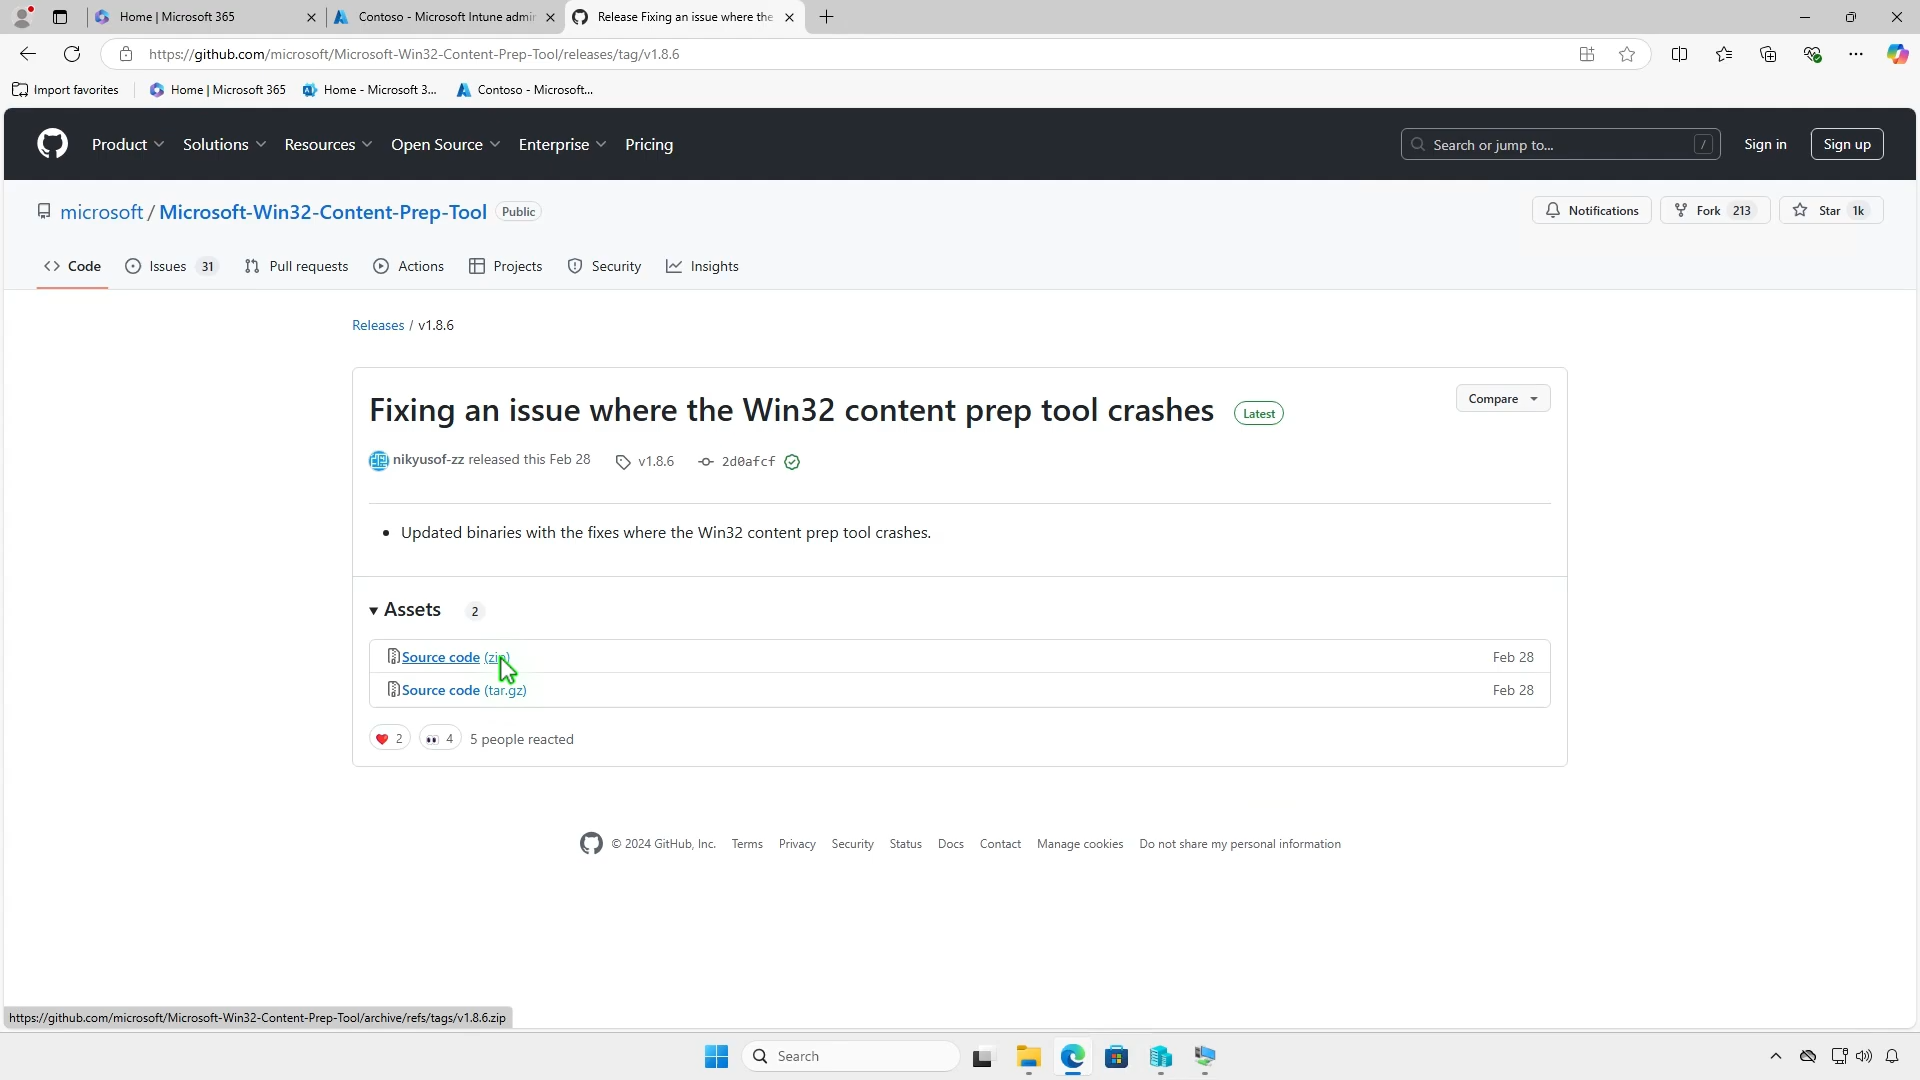 Home | Microsoft 365
Contoso - Microsoft Intune admin
Release Fixing an issue where the
https://github.com/microsoft/Microsoft-Win32-Content-Prep-Tool/releases/tag/v1.8.6
Import favorites
Home | Microsoft 365
Home - Microsoft 3...
Contoso - Microsoft...
Product
Solutions
Resources
Open Source
Enterprise
Pricing
Search or jump to...
/
Sign in
Sign up
microsoft / Microsoft-Win32-Content-Prep-Tool Public
Notifications
Fork 213
Star 1k
Code
Issues 31
Pull requests
Actions
Projects
Security
Insights
Releases / v1.8.6
Fixing an issue where the Win32 content prep tool crashes Latest
Compare
nikyusof-zz released this Feb 28
v1.8.6
2d0afcf
• Updated binaries with the fixes where the Win32 content prep tool crashes.
Assets 2
Source code (zip) Feb 28
Source code (tar.gz) Feb 28
2
4
5 people reacted
© 2024 GitHub, Inc. Terms Privacy Security Status Docs Contact Manage cookies Do not share my personal information
https://github.com/microsoft/Microsoft-Win32-Content-Prep-Tool/archive/refs/tags/v1.8.6.zip
Search